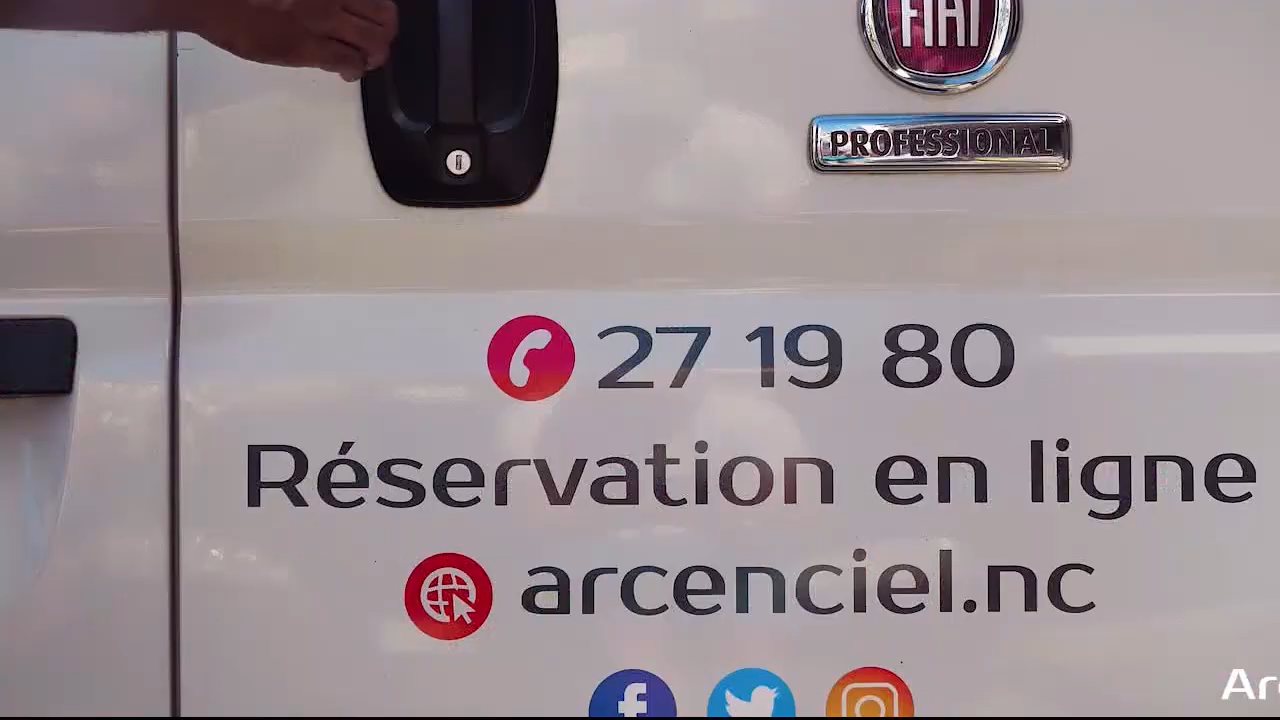 FIAT
PROFESSIONAL
27 19 80
Réservation en ligne
arcenciel.nc